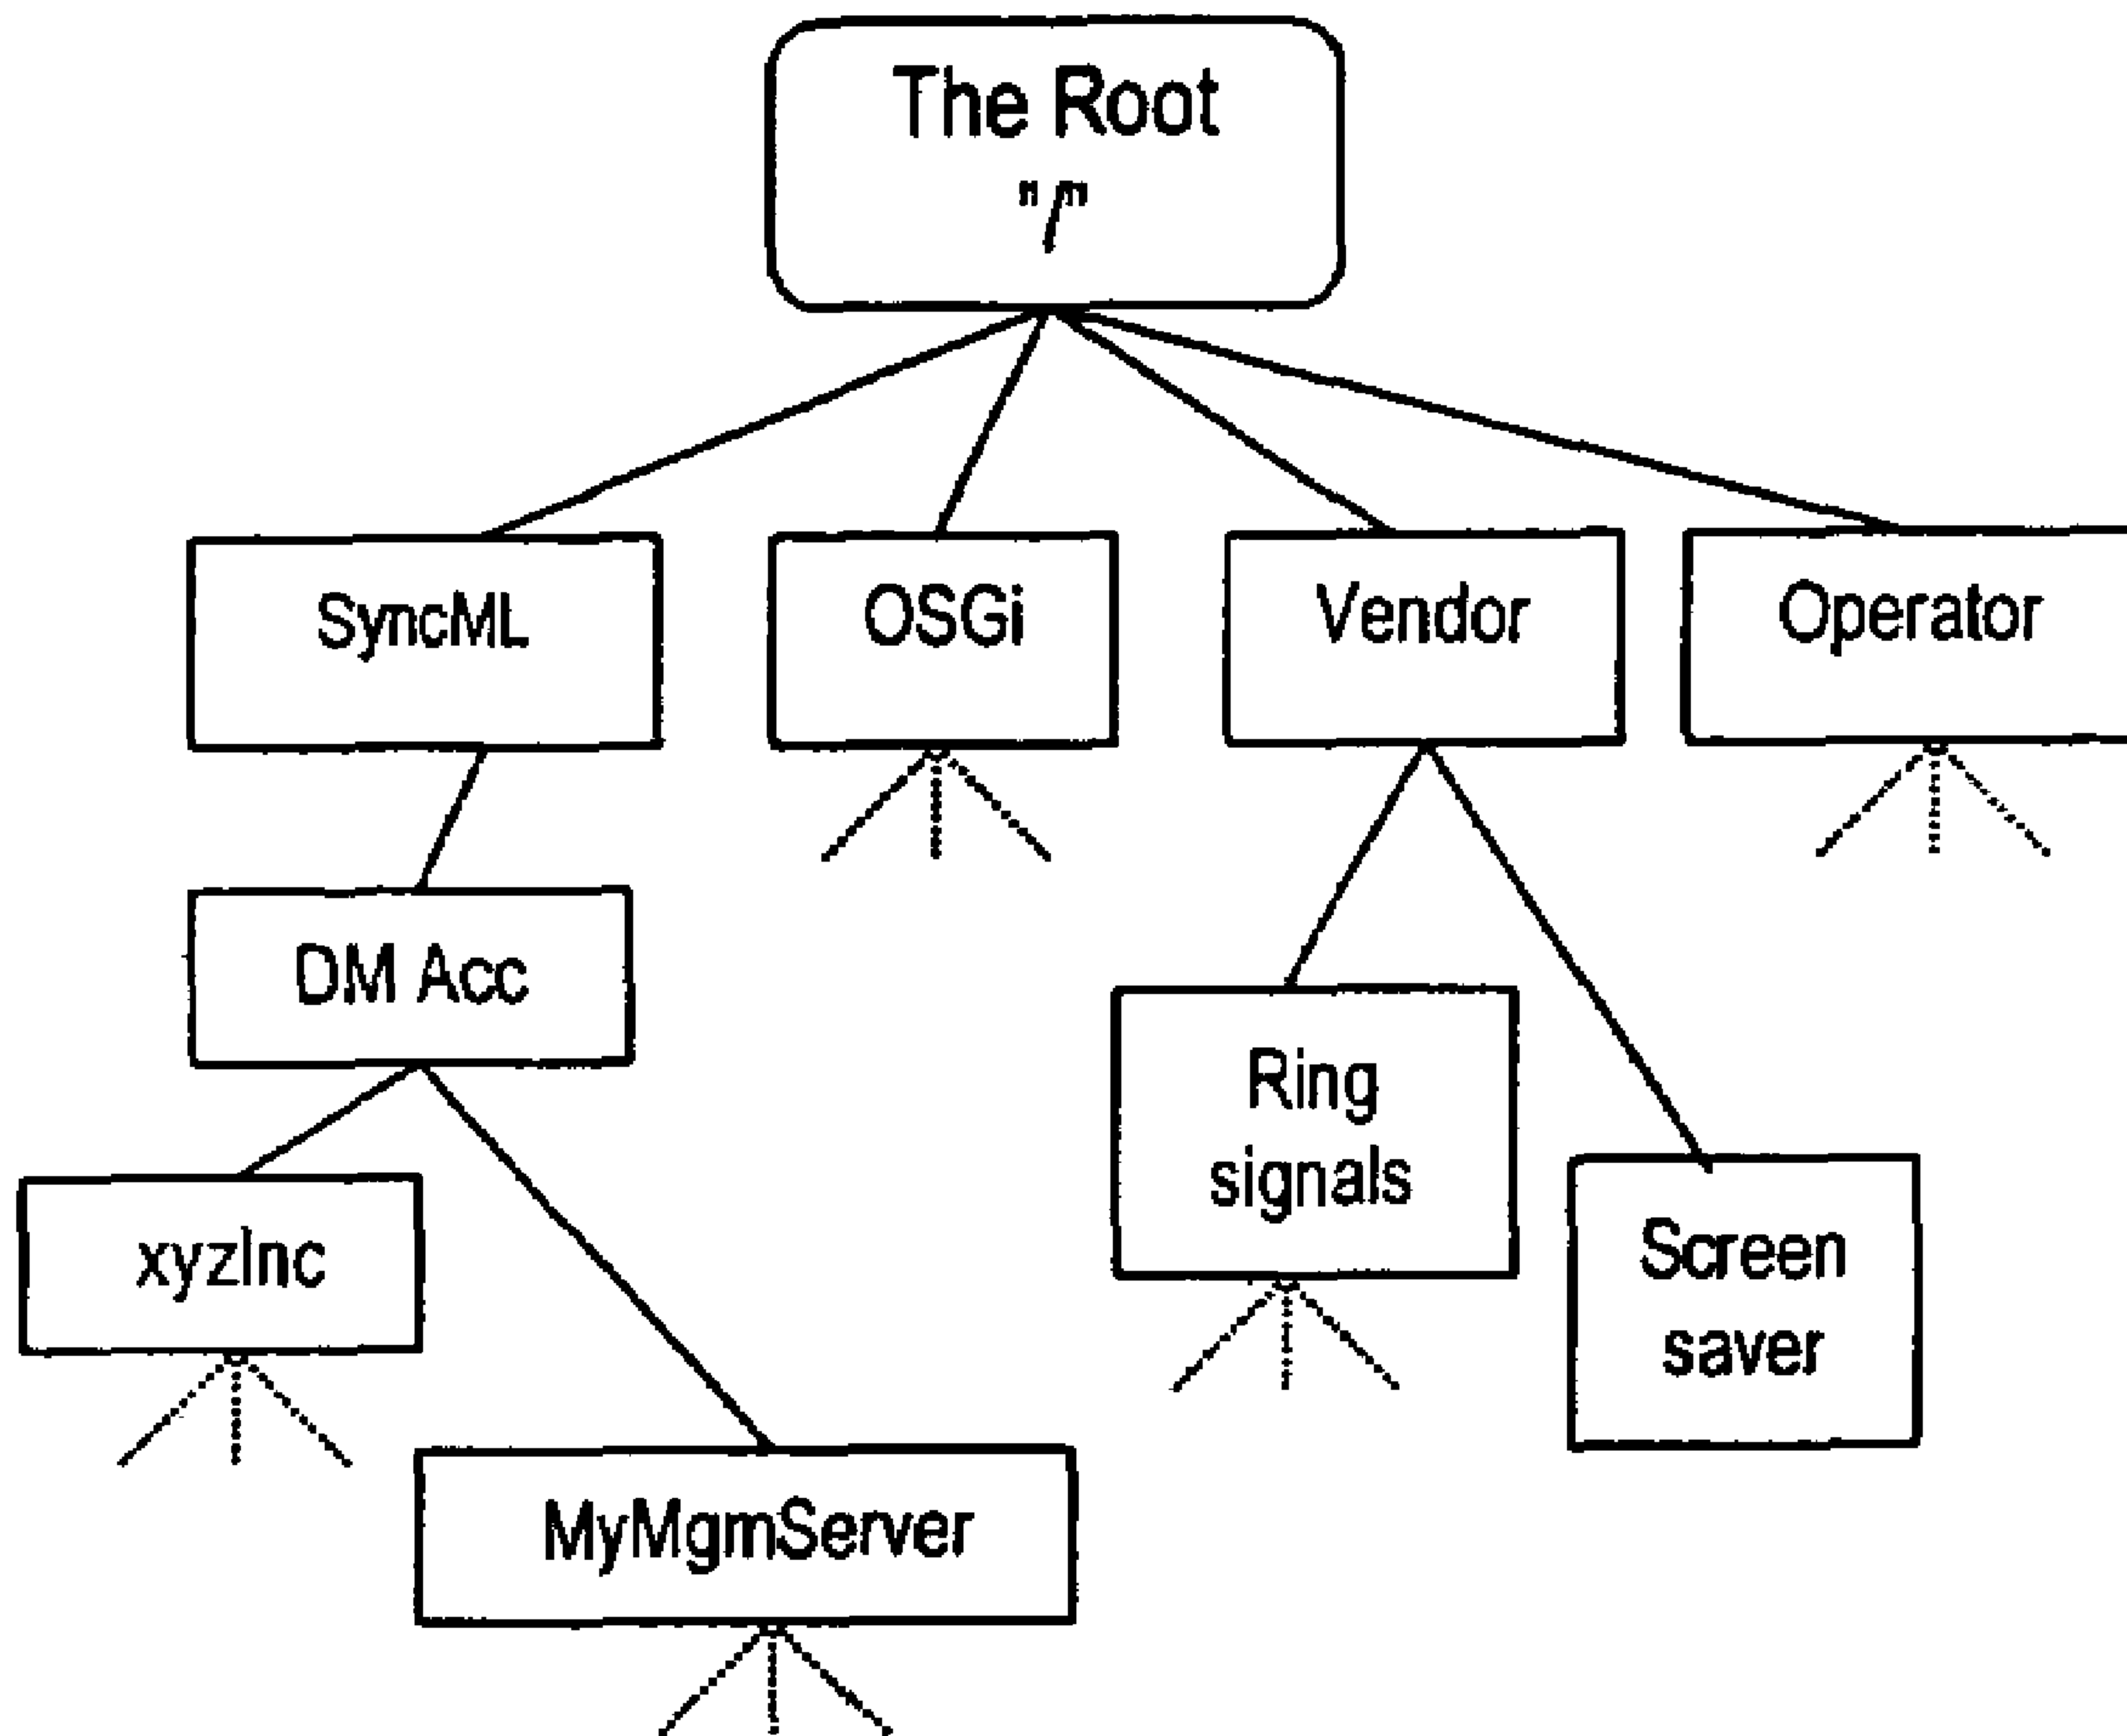 The Root
"/"
SyncML
OSGi
Vendor
Operator
DM Acc
Ring
signals
xyzInc
Screen
saver
MyMgmServer